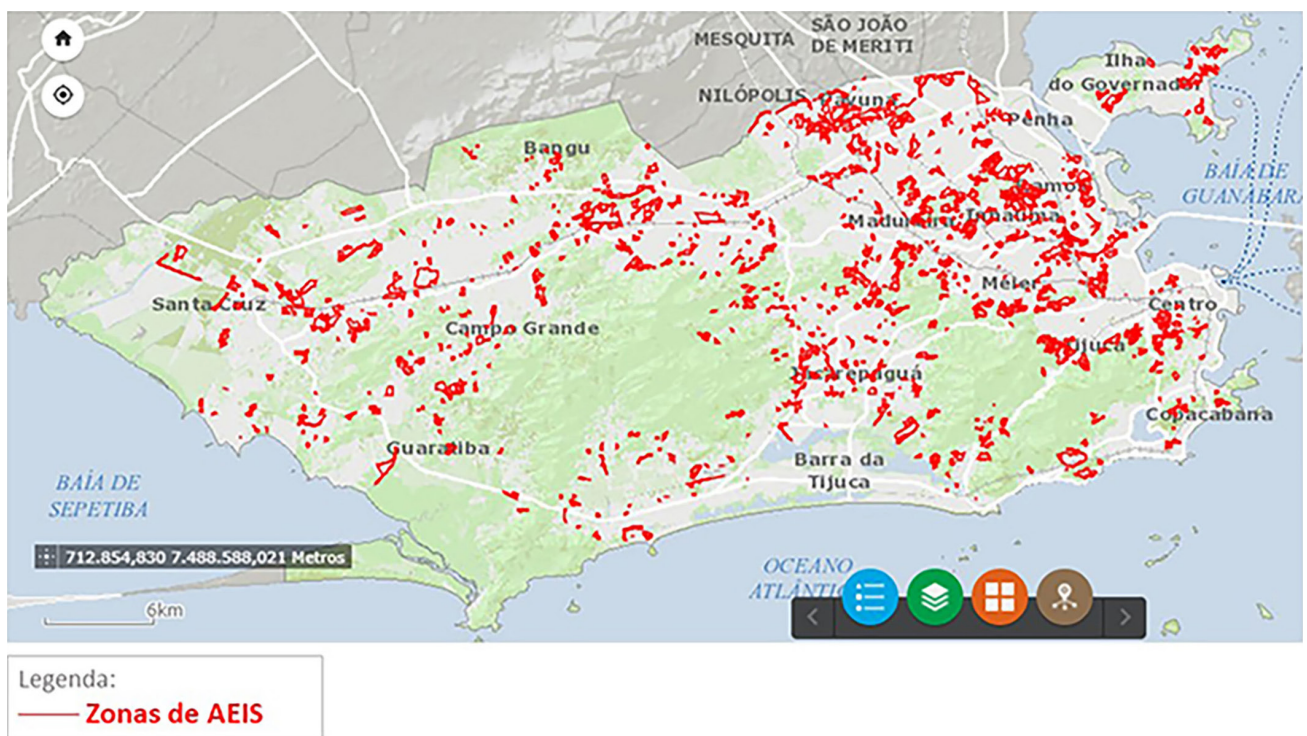 SÃO JOÃO
DE MERITI
MESQUITA
Ilha
do Governador
NILÓPOLIS
Pavuna
Penha
Bangu
BAÍA DE
GUANABARA
Ramos
Madureira
Inhaúma
Méier
Santa Cruz
Centro
Campo Grande
Tijuca
Jacarepaguá
Copacabana
Guaratiba
Barra da
Tijuca
BAÍA DE
SEPETIBA
712.854,830 7.488.588,021 Metros
OCEANO
6km
Legenda:
Zonas de AEIS